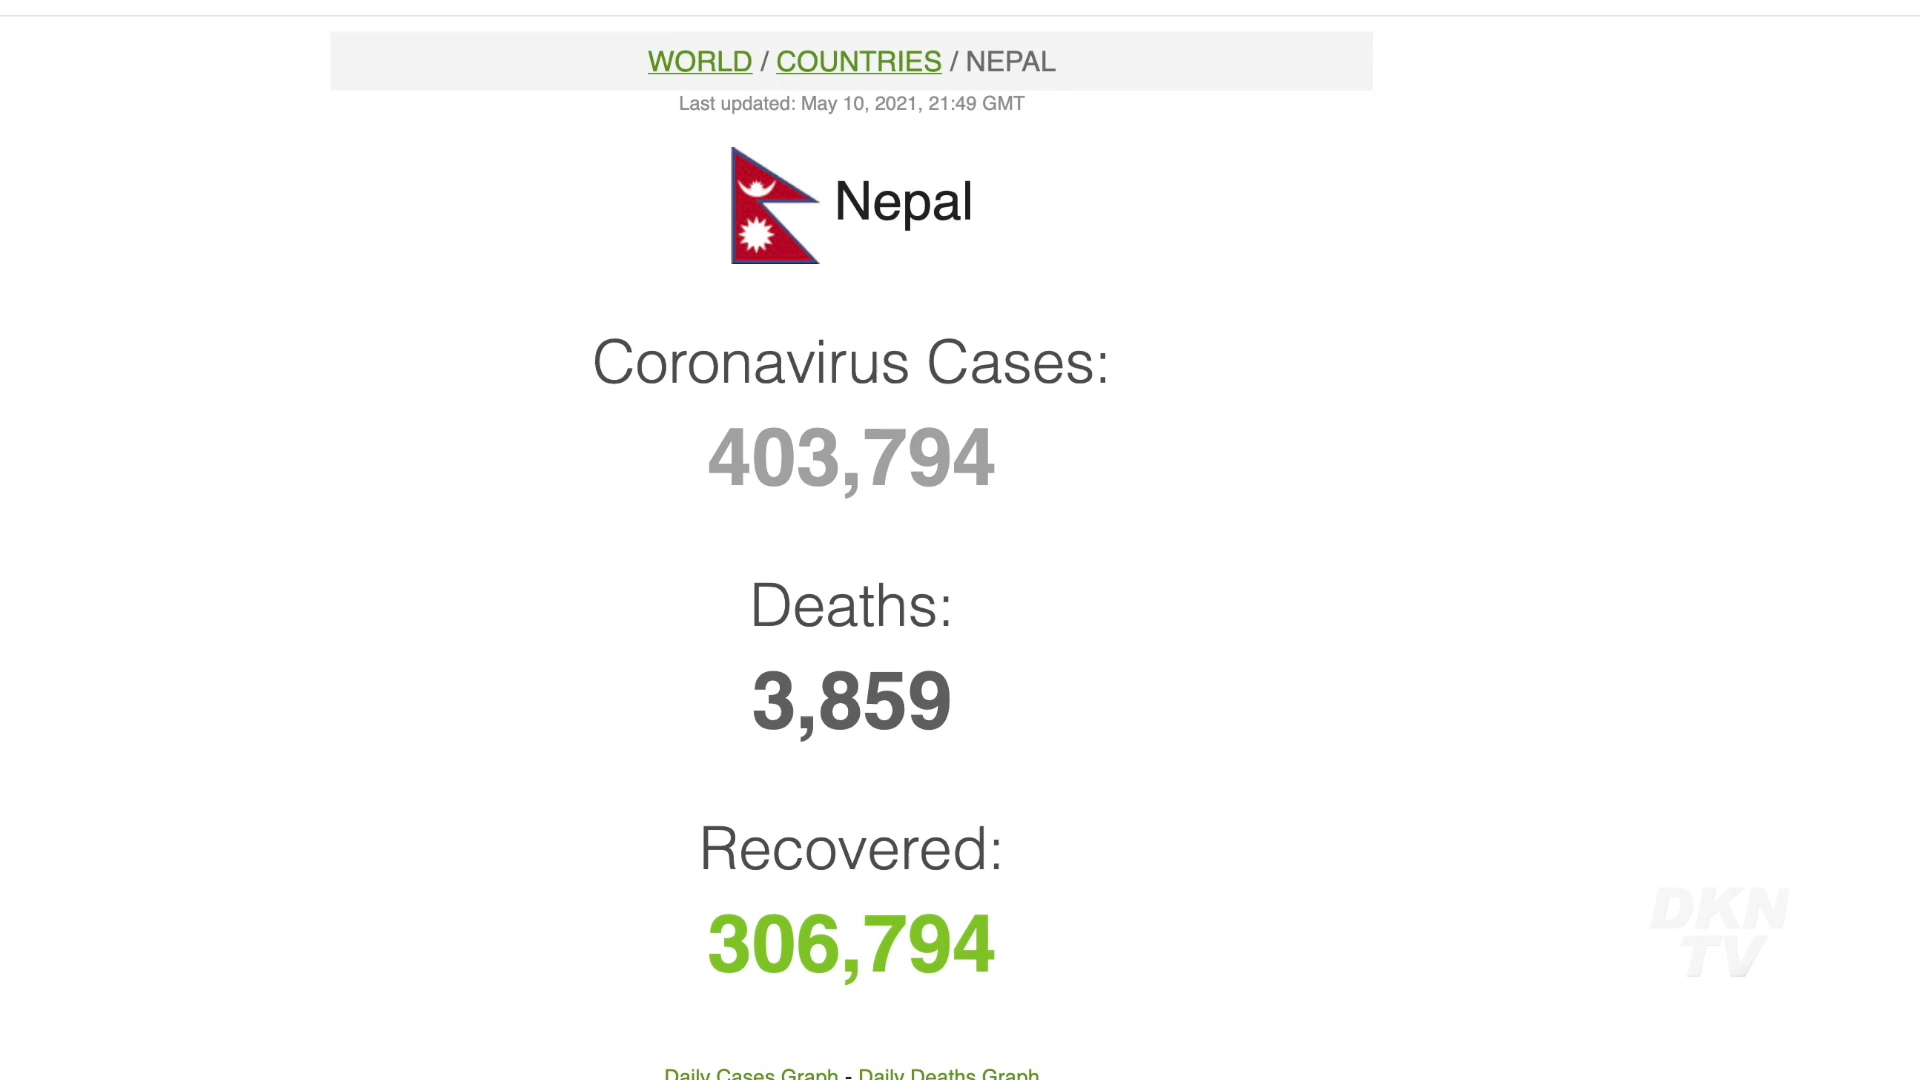 WORLD / COUNTRIES / NEPAL
Last updated: May 10, 2021, 21:49 GMT
Nepal
Coronavirus Cases:
403,794
Deaths:
3,859
Recovered:
306,794
DKN
TV
Daily Cases Graph - Daily Deaths Graph